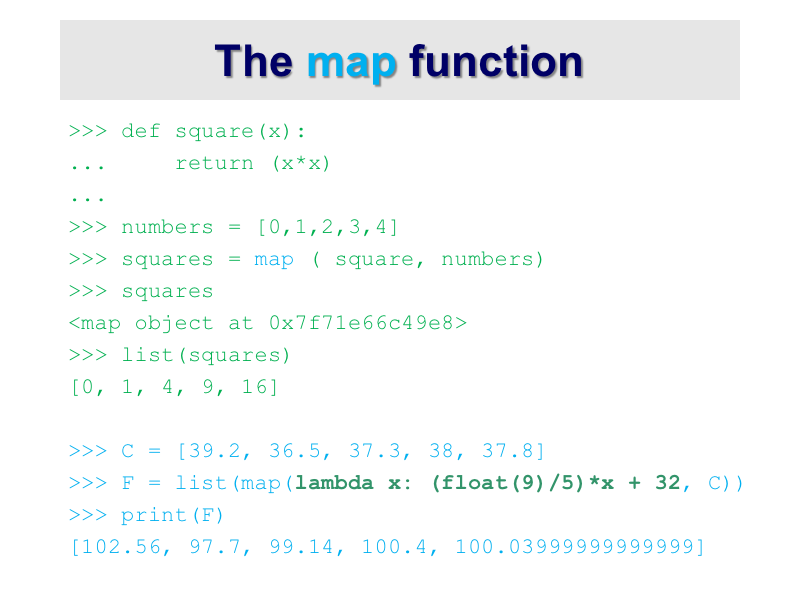 The map function
>>> def square(x):
...     return (x*x)
...
>>> numbers = [0,1,2,3,4]
>>> squares = map ( square, numbers)
>>> squares
<map object at 0x7f71e66c49e8>
>>> list(squares)
[0, 1, 4, 9, 16]
>>> C = [39.2, 36.5, 37.3, 38, 37.8]
>>> F = list(map(lambda x: (float(9)/5)*x + 32, C))
>>> print(F)
[102.56, 97.7, 99.14, 100.4, 100.03999999999999]